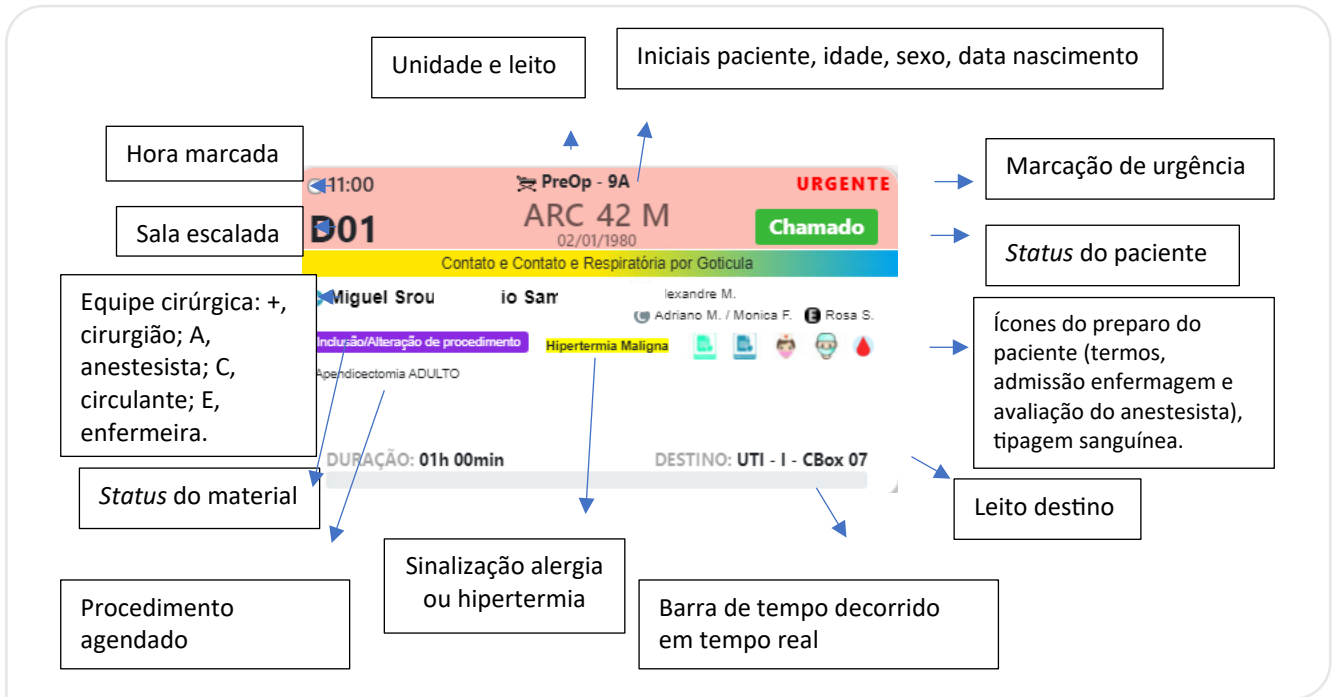 Unidade e leito
Iniciais paciente, idade, sexo, data nascimento
Hora marcada
Marcação de urgência
Sala escalada
Status do paciente
11:00
PreOp - 9A
URGENTE
D01
ARC 42 M
Chamado
02/01/1980
Contato e Contato e Respiratória por Goticula
Miguel Srou
io Sam
lexandre M.
Adriano M. / Monica F.
E Rosa S.
Inclusão/Alteração de procedimento
Hipertermia Maligna
Apendicectomia ADULTO
DURAÇÃO: 01h 00min
DESTINO: UTI - I - CBox 07
Equipe cirúrgica: +,
cirurgião; A,
anestesista; C,
circulante; E,
enfermeira.
Ícones do preparo do
paciente (termos,
admissão enfermagem e
avaliação do anestesista),
tipagem sanguínea.
Status do material
Leito destino
Procedimento
agendado
Sinalização alergia
ou hipertermia
Barra de tempo decorrido
em tempo real